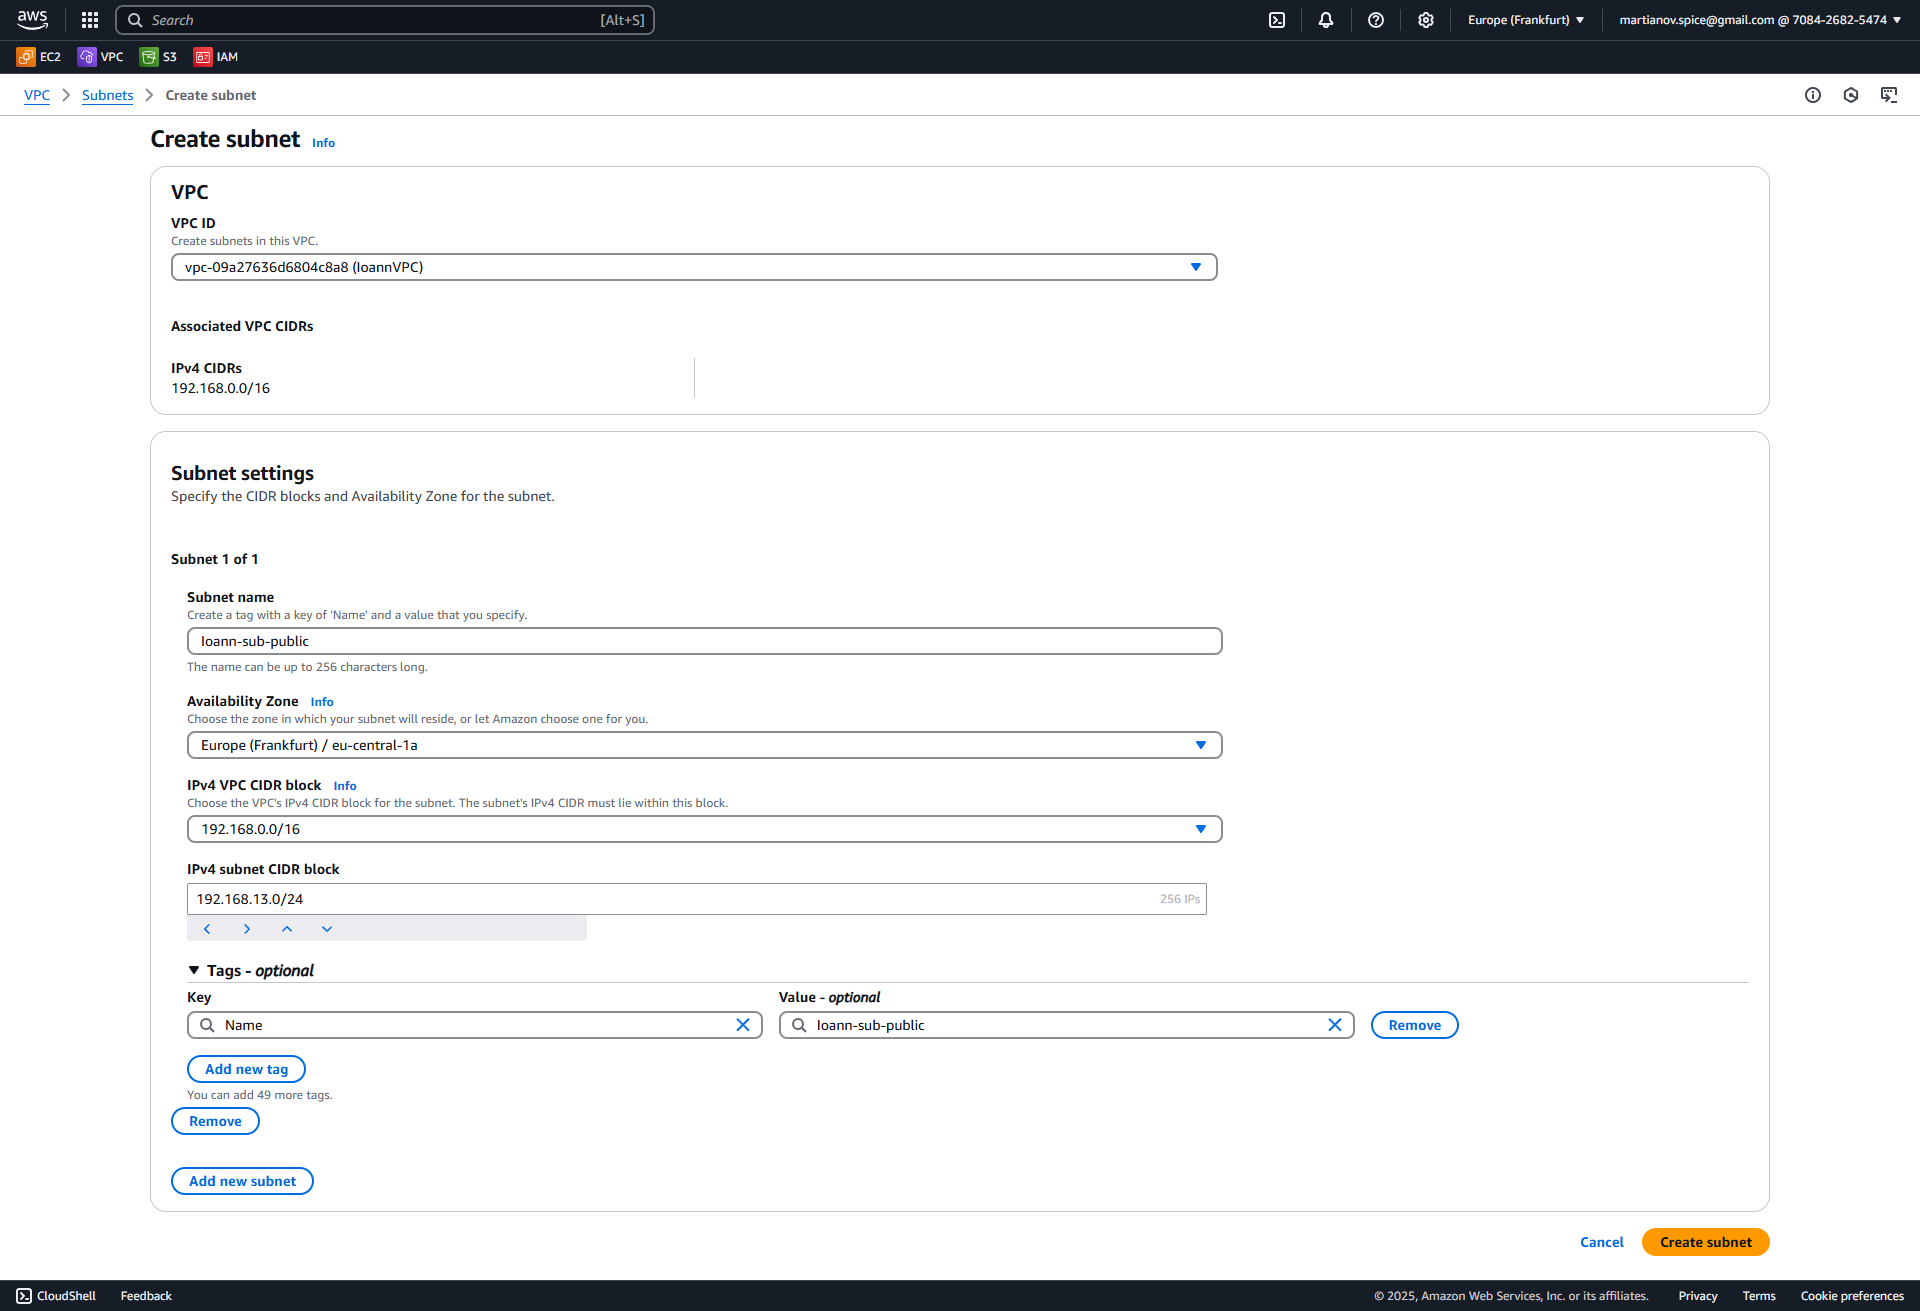 aws
Search [Alt+S] Europe (Frankfurt) martianov.spice@gmail.com @ 7084-2682-5474
EC2 VPC S3 IAM
VPC Subnets Create subnet
Create subnet Info
VPC
VPC ID
Create subnets in this VPC.
vpc-09a27636d6804c8a8 (IoannVPC)
Associated VPC CIDRs
IPv4 CIDRs
192.168.0.0/16
Subnet settings
Specify the CIDR blocks and Availability Zone for the subnet.
Subnet 1 of 1
Subnet name
Create a tag with a key of 'Name' and a value that you specify.
Ioann-sub-public
The name can be up to 256 characters long.
Availability Zone Info
Choose the zone in which your subnet will reside, or let Amazon choose one for you.
Europe (Frankfurt) / eu-central-1a
IPv4 VPC CIDR block Info
Choose the VPC's IPv4 CIDR block for the subnet. The subnet's IPv4 CIDR must lie within this block.
192.168.0.0/16
IPv4 subnet CIDR block
192.168.13.0/24 256 IPs
Tags - optional
Key Value - optional
Name Ioann-sub-public Remove
Add new tag
You can add 49 more tags.
Remove
Add new subnet
Cancel Create subnet
CloudShell Feedback © 2025, Amazon Web Services, Inc. or its affiliates. Privacy Terms Cookie preferences